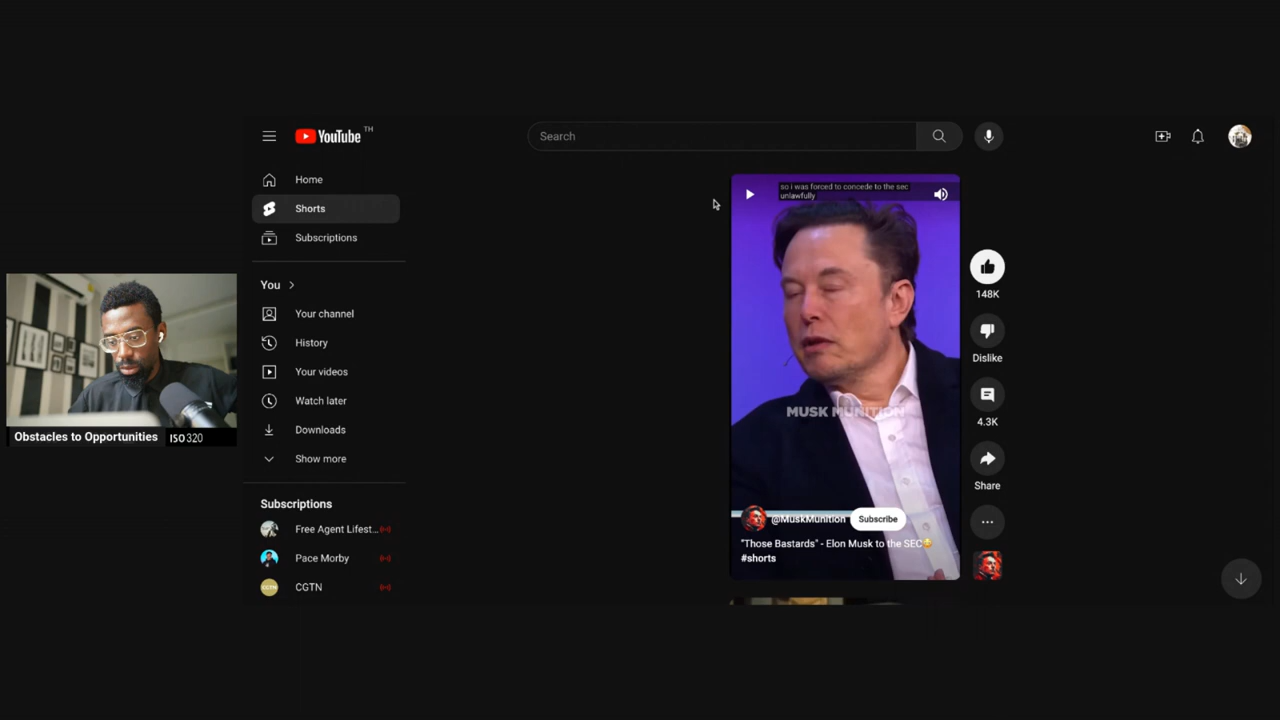 YouTube TH
Search
Home
Shorts
Subscriptions
You
Your channel
History
Your videos
Watch later
Downloads
Show more
Subscriptions
Free Agent Lifest...
Pace Morby
CGTN
Obstacles to Opportunities
ISO 320
so i was forced to concede to the sec
unlawfully
MUSK MUNITION
@MuskMunition Subscribe
"Those Bastards" - Elon Musk to the SEC😳
#shorts
148K
Dislike
4.3K
Share